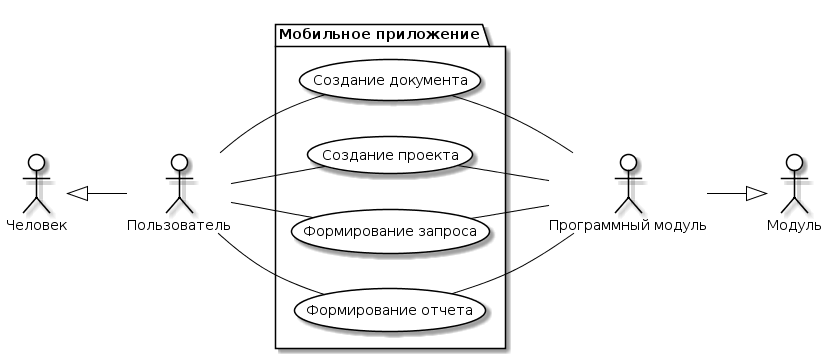 Мобильное приложение
Создание документа
Создание проекта
Человек
Пользователь
Формирование запроса
Программный модуль
Модуль
Формирование отчета